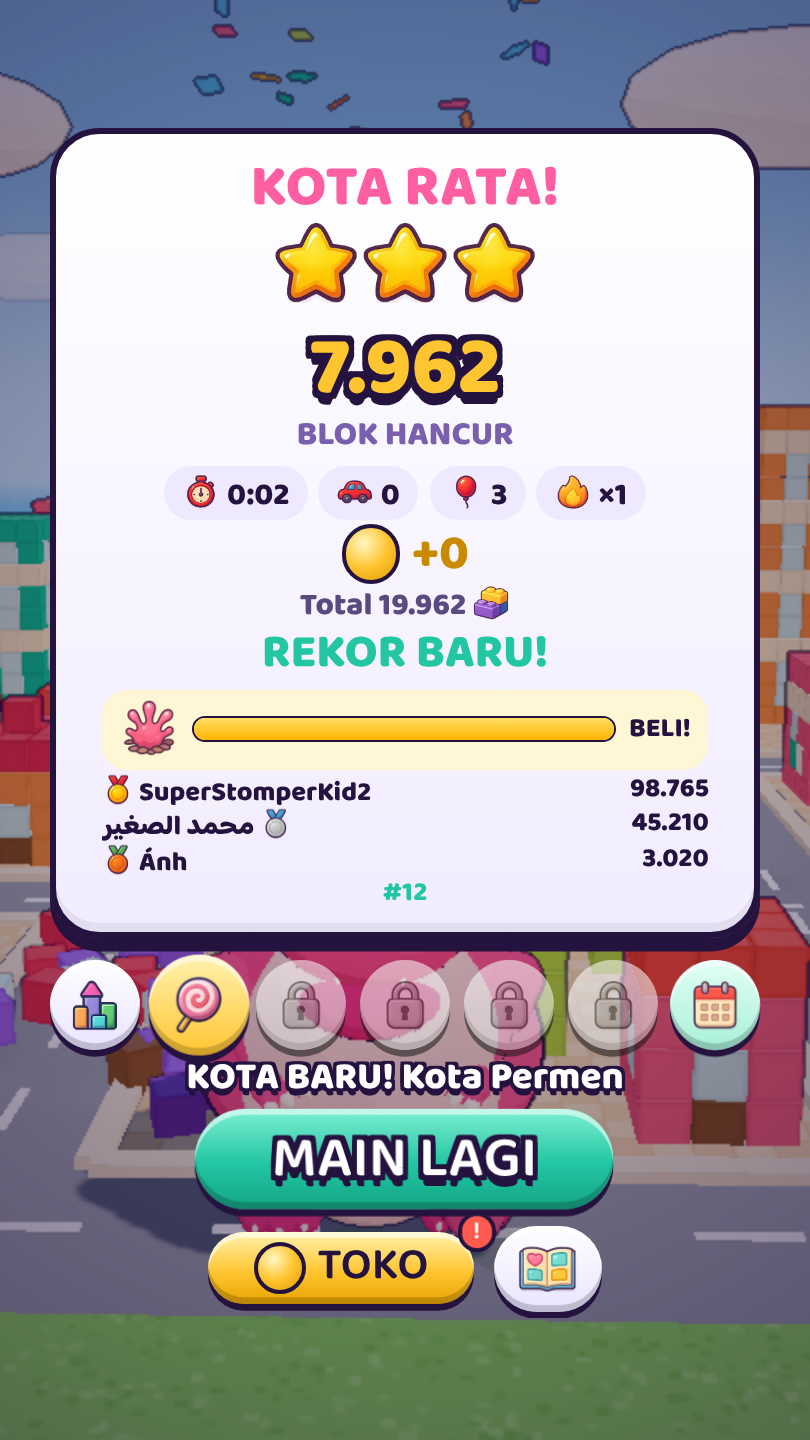 KOTA RATA!
7.962
BLOK HANCUR
0:02 0 3 ×1
+0
Total 19.962
REKOR BARU!
BELI!
SuperStomperKid2 98.765
محمد الصغير 45.210
Ánh 3.020
#12
KOTA BARU! Kota Permen
MAIN LAGI
!
TOKO